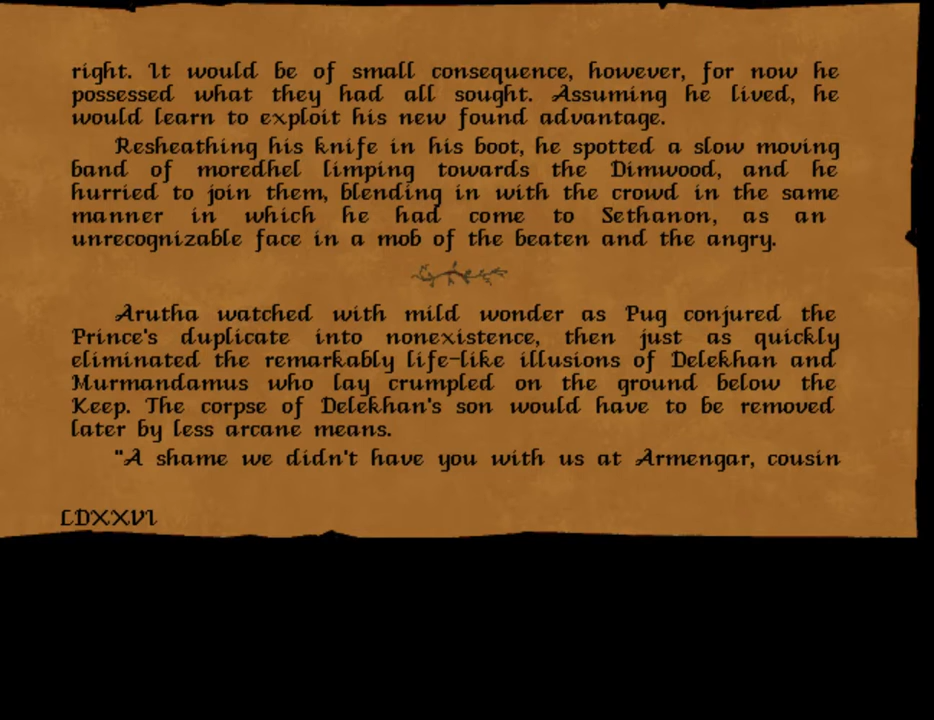 right. It would be of small consequence, however, for now he
possessed what they had all sought. Assuming he lived, he
would learn to exploit his new found advantage.
Resheathing his knife in his boot, he spotted a slow moving
band of moredhel limping towards the Dimwood, and he
hurried to join them, blending in with the crowd in the same
manner in which he had come to Sethanon, as an
unrecognizable face in a mob of the beaten and the angry.
Arutha watched with mild wonder as Pug conjured the
Prince's duplicate into nonexistence, then just as quickly
eliminated the remarkably life-like illusions of Delekhan and
Murmandamus who lay crumpled on the ground below the
Keep. The corpse of Delekhan's son would have to be removed
later by less arcane means.
"A shame we didn't have you with us at Armengar, cousin
LDXXVI